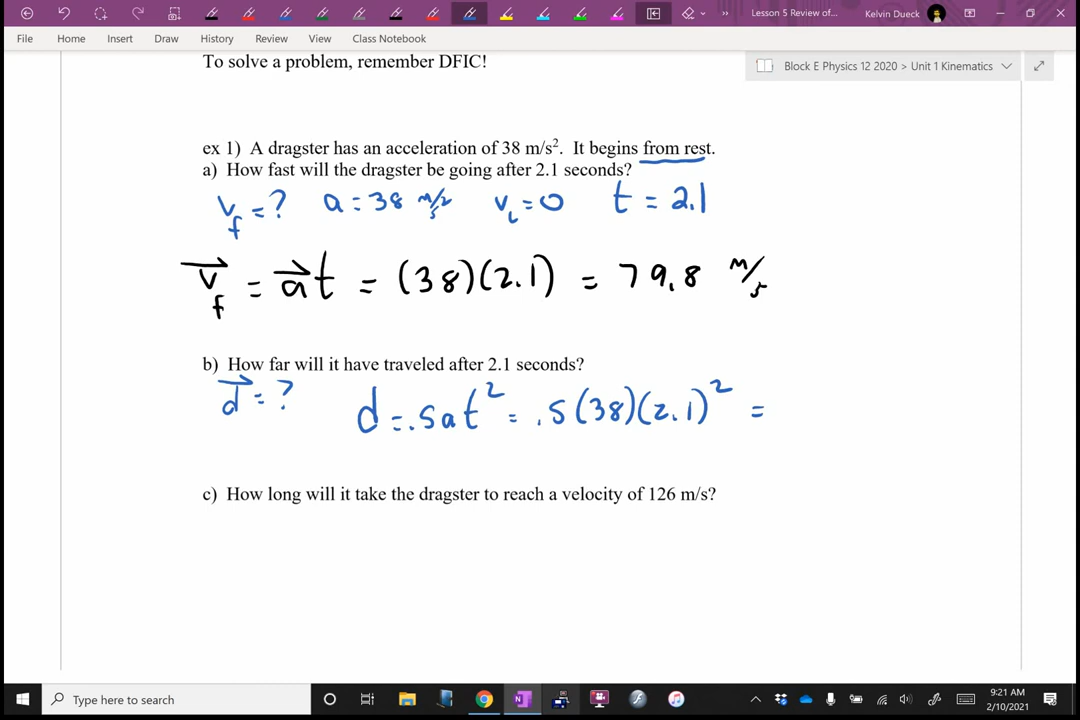 Lesson 5 Review of...
Kelvin Dueck
File Home Insert Draw History Review View Class Notebook
To solve a problem, remember DFIC!
Block E Physics 12 2020 > Unit 1 Kinematics
ex 1) A dragster has an acceleration of 38 m/s². It begins from rest.
a) How fast will the dragster be going after 2.1 seconds?
v_f = ? a = 38 m/s² v_i = 0 t = 2.1
v_f = at = (38)(2.1) = 79.8 m/s
b) How far will it have traveled after 2.1 seconds?
d = ? d = .5at² = .5(38)(2.1)² =
c) How long will it take the dragster to reach a velocity of 126 m/s?
Type here to search
9:21 AM
2/10/2021